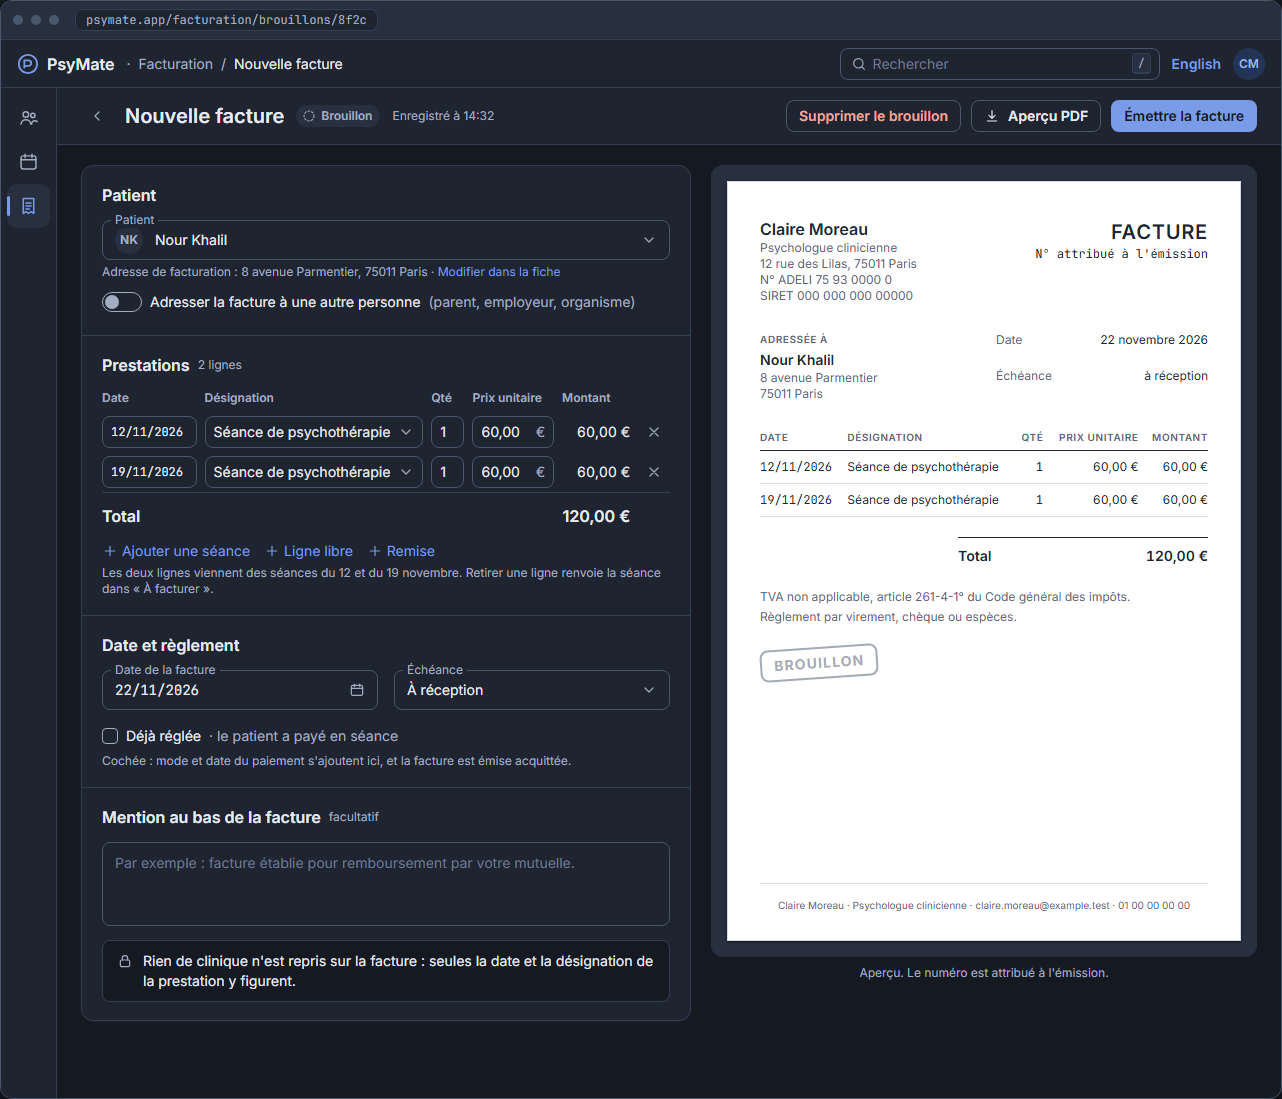 psymate.app/facturation/brouillons/8f2c
PsyMate · Facturation / Nouvelle facture
Rechercher /
English
CM
Nouvelle facture
Brouillon
Enregistré à 14:32
Supprimer le brouillon
Aperçu PDF
Émettre la facture
Patient
Patient
NK Nour Khalil
Adresse de facturation : 8 avenue Parmentier, 75011 Paris · Modifier dans la fiche
Adresser la facture à une autre personne (parent, employeur, organisme)
Prestations 2 lignes
Date Désignation Qté Prix unitaire Montant
12/11/2026 Séance de psychothérapie 1 60,00 € 60,00 €
19/11/2026 Séance de psychothérapie 1 60,00 € 60,00 €
Total 120,00 €
+ Ajouter une séance + Ligne libre + Remise
Les deux lignes viennent des séances du 12 et du 19 novembre. Retirer une ligne renvoie la séance
dans « À facturer ».
Date et règlement
Date de la facture
22/11/2026
Échéance
À réception
Déjà réglée · le patient a payé en séance
Cochée : mode et date du paiement s'ajoutent ici, et la facture est émise acquittée.
Mention au bas de la facture facultatif
Par exemple : facture établie pour remboursement par votre mutuelle.
Rien de clinique n'est repris sur la facture : seules la date et la désignation de
la prestation y figurent.
Claire Moreau
Psychologue clinicienne
12 rue des Lilas, 75011 Paris
N° ADELI 75 93 0000 0
SIRET 000 000 000 00000
FACTURE
N° attribué à l'émission
ADRESSÉE À
Nour Khalil
8 avenue Parmentier
75011 Paris
Date 22 novembre 2026
Échéance à réception
DATE DÉSIGNATION QTÉ PRIX UNITAIRE MONTANT
12/11/2026 Séance de psychothérapie 1 60,00 € 60,00 €
19/11/2026 Séance de psychothérapie 1 60,00 € 60,00 €
Total 120,00 €
TVA non applicable, article 261-4-1° du Code général des impôts.
Règlement par virement, chèque ou espèces.
BROUILLON
Claire Moreau · Psychologue clinicienne · claire.moreau@example.test · 01 00 00 00 00
Aperçu. Le numéro est attribué à l'émission.